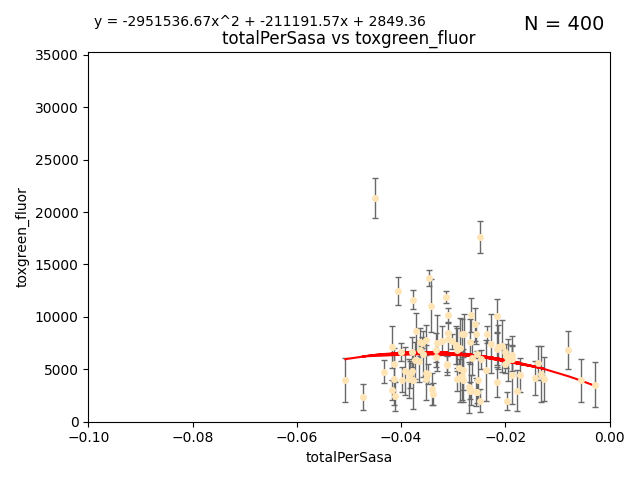 y = -2951536.67x^2 + -211191.57x + 2849.36
N = 400
totalPerSasa vs toxgreen_fluor
35000
30000
25000
20000
15000
10000
5000
0
toxgreen_fluor
−0.10 −0.08 −0.06 −0.04 −0.02 0.00
totalPerSasa